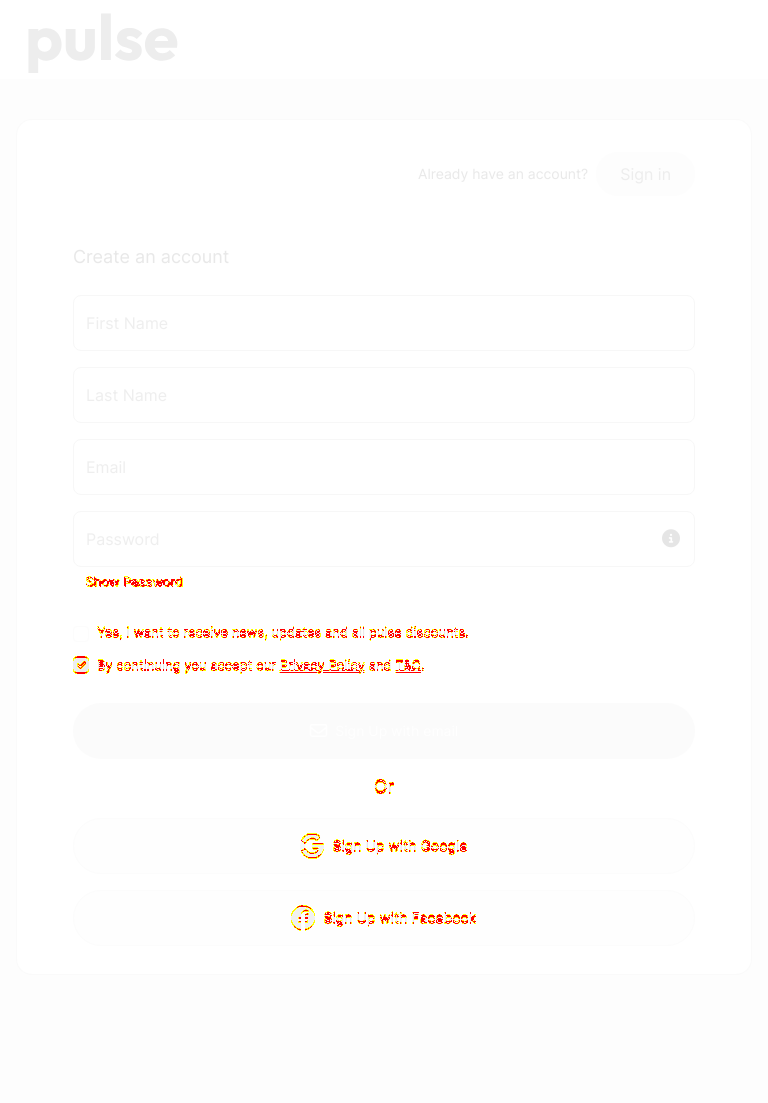 pulse
Already have an account? Sign in
Create an account
First Name
Last Name
Email
Password
Show Password
Yes, I want to receive news, updates and all pulse discounts.
By continuing you accept our Privacy Policy and T&C.
Or
Sign Up with Google
Sign Up with Facebook